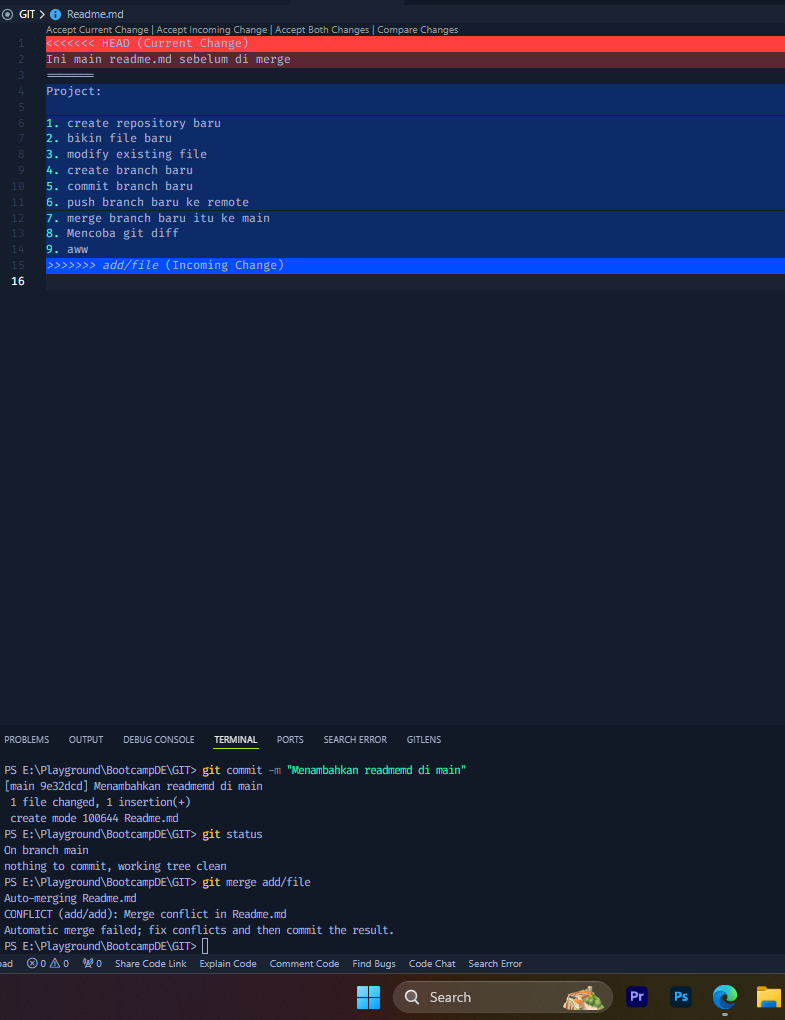 GIT > Readme.md
Accept Current Change | Accept Incoming Change | Accept Both Changes | Compare Changes
1 <<<<<<< HEAD (Current Change)
2 Ini main readme.md sebelum di merge
3 =======
4 Project:
5
6 1. create repository baru
7 2. bikin file baru
8 3. modify existing file
9 4. create branch baru
10 5. commit branch baru
11 6. push branch baru ke remote
12 7. merge branch baru itu ke main
13 8. Mencoba git diff
14 9. aww
15 >>>>>>> add/file (Incoming Change)
16
PROBLEMS OUTPUT DEBUG CONSOLE TERMINAL PORTS SEARCH ERROR GITLENS
PS E:\Playground\BootcampDE\GIT> git commit -m "Menambahkan readmemd di main"
[main 9e32dcd] Menambahkan readmemd di main
1 file changed, 1 insertion(+)
create mode 100644 Readme.md
PS E:\Playground\BootcampDE\GIT> git status
On branch main
nothing to commit, working tree clean
PS E:\Playground\BootcampDE\GIT> git merge add/file
Auto-merging Readme.md
CONFLICT (add/add): Merge conflict in Readme.md
Automatic merge failed; fix conflicts and then commit the result.
PS E:\Playground\BootcampDE\GIT>
oad 0 0 0 Share Code Link Explain Code Comment Code Find Bugs Code Chat Search Error
Search Pr Ps